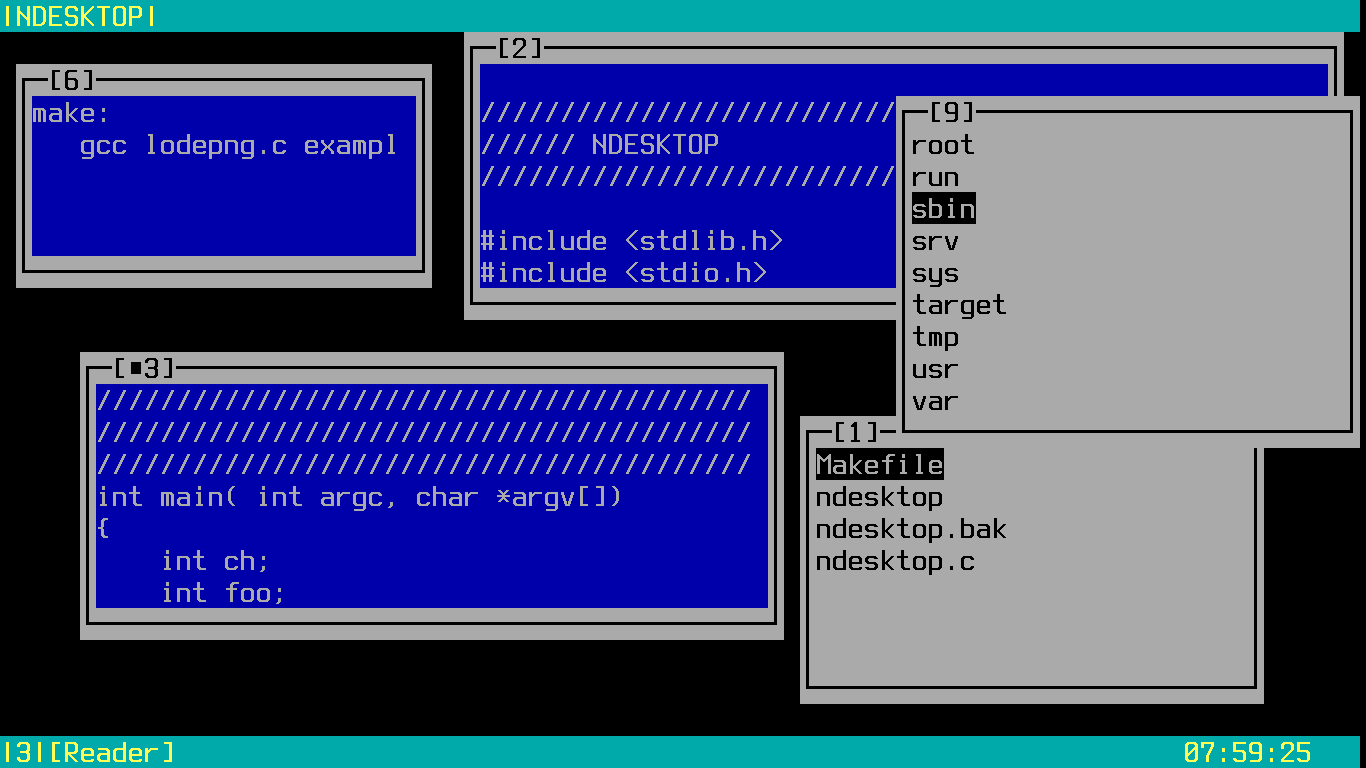 |NDESKTOP|
[6]
make:
gcc lodepng.c exampl
[2]
//////////////////////////
////// NDESKTOP
//////////////////////////
#include <stdlib.h>
#include <stdio.h>
[9]
root
run
sbin
srv
sys
target
tmp
usr
var
[■3]
/////////////////////////////////////////
/////////////////////////////////////////
/////////////////////////////////////////
int main( int argc, char *argv[])
{
int ch;
int foo;
[1]
Makefile
ndesktop
ndesktop.bak
ndesktop.c
|3|[Reader]
07:59:25